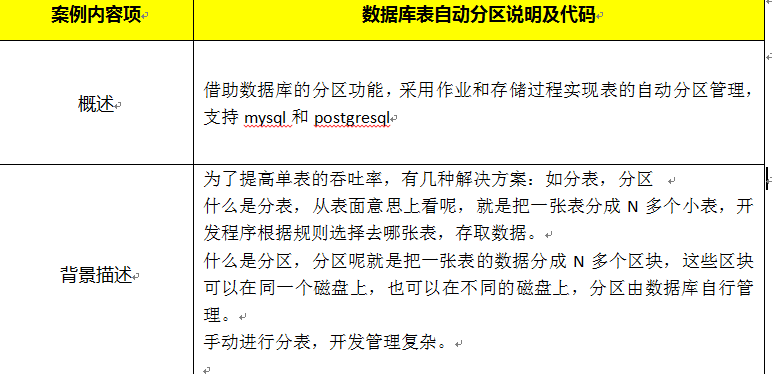 案例内容项
数据库表自动分区说明及代码
概述
借助数据库的分区功能，采用作业和存储过程实现表的自动分区管理，
支持 mysql 和 postgresql
背景描述
为了提高单表的吞吐率，有几种解决方案：如分表，分区
什么是分表，从表面意思上看呢，就是把一张表分成 N 多个小表，开
发程序根据规则选择去哪张表，存取数据。
什么是分区，分区呢就是把一张表的数据分成 N 多个区块，这些区块
可以在同一个磁盘上，也可以在不同的磁盘上，分区由数据库自行管
理。
手动进行分表，开发管理复杂。